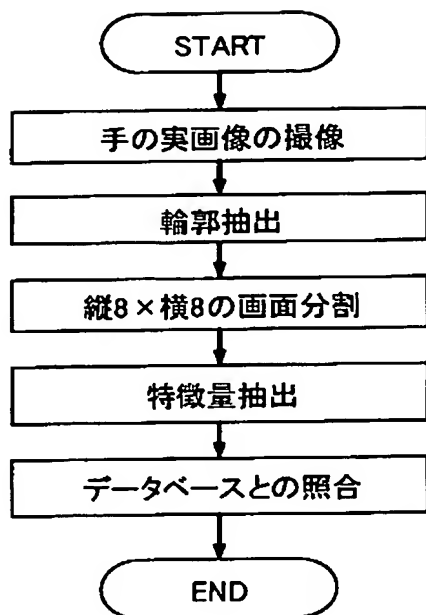 START
手の実画像の撮像
輪郭抽出
縦8×横8の画面分割
特徴量抽出
データベースとの照合
END